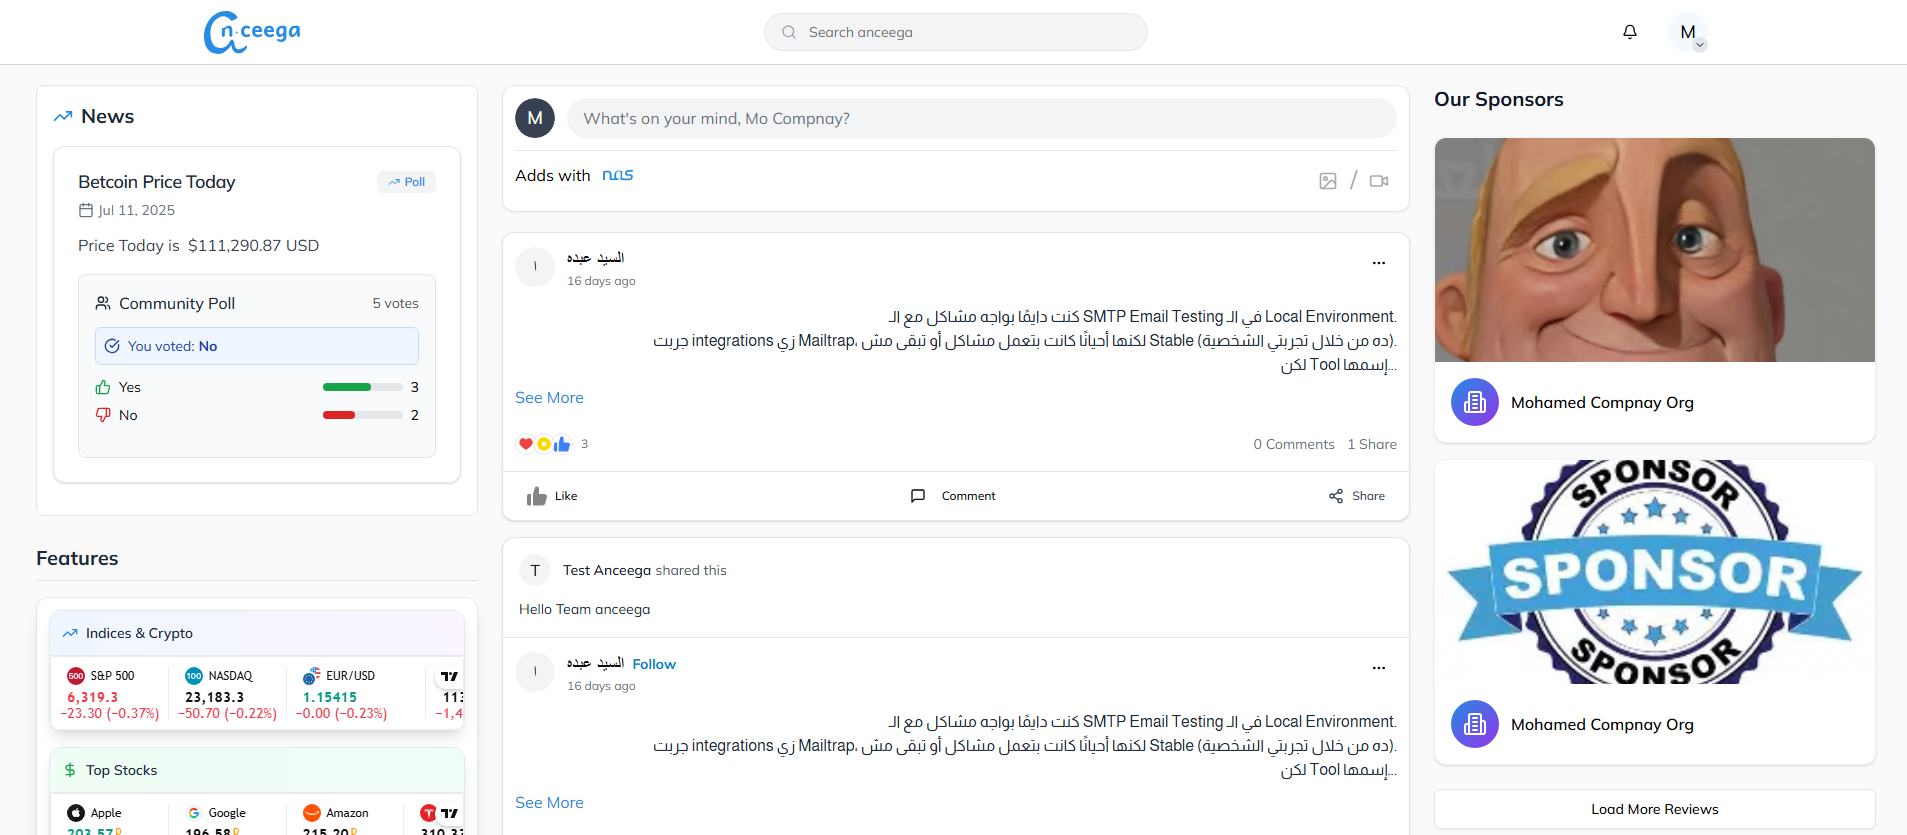 anceega
Search anceega
M
News
Betcoin Price Today
Poll
Jul 11, 2025
Price Today is $111,290.87 USD
Community Poll
5 votes
You voted: No
Yes
3
No
2
Features
Indices & Crypto
S&P 500
6,319.3
−23.30 (−0.37%)
NASDAQ
23,183.3
−50.70 (−0.22%)
EUR/USD
1.15415
−0.00 (−0.23%)
Top Stocks
Apple
203.57
Google
196.58
Amazon
215.20
M
What's on your mind, Mo Compnay?
Adds with nas
ا
السيد عبده
16 days ago
كنت دايمًا بواجه مشاكل مع الـ SMTP Email Testing في الـ Local Environment.
جربت integrations زي Mailtrap، لكنها أحيانًا كانت بتعمل مشاكل أو تبقى مش Stable (ده من خلال تجربتي الشخصية).
لكن Tool إسمها...
See More
3
0 Comments 1 Share
Like
Comment
Share
T
Test Anceega shared this
Hello Team anceega
ا
السيد عبده Follow
16 days ago
كنت دايمًا بواجه مشاكل مع الـ SMTP Email Testing في الـ Local Environment.
جربت integrations زي Mailtrap، لكنها أحيانًا كانت بتعمل مشاكل أو تبقى مش Stable (ده من خلال تجربتي الشخصية).
لكن Tool إسمها...
See More
Our Sponsors
Mohamed Compnay Org
SPONSOR
SPONSOR
SPONSOR
Mohamed Compnay Org
Load More Reviews